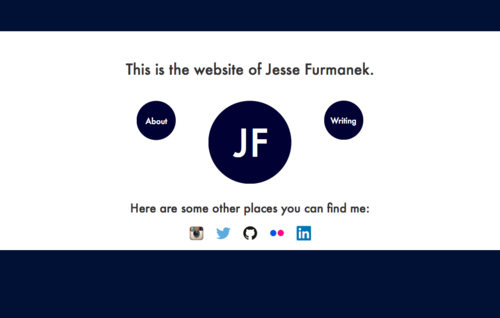 This is the website of Jesse Furmanek.
About
JF
Writing
Here are some other places you can find me:
in